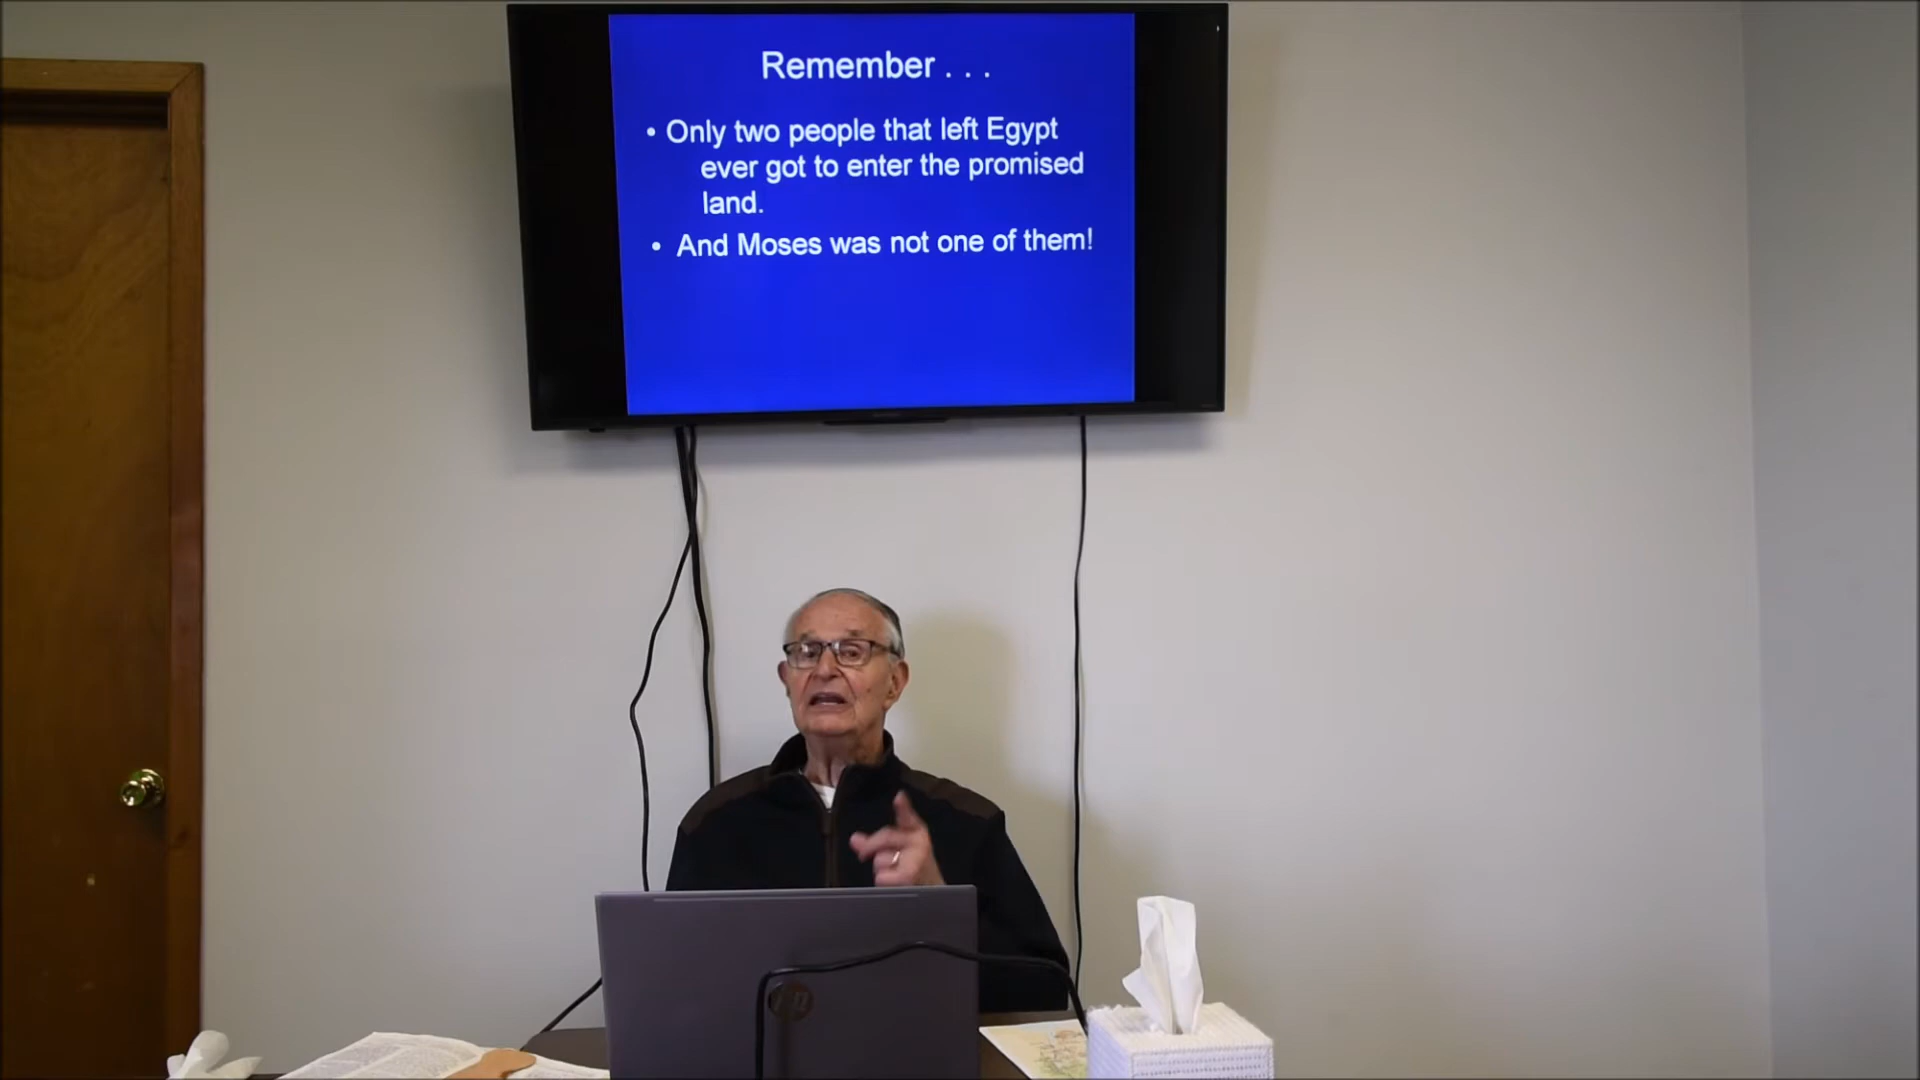 Remember . . .
• Only two people that left Egypt
ever got to enter the promised
land.
• And Moses was not one of them!
hp